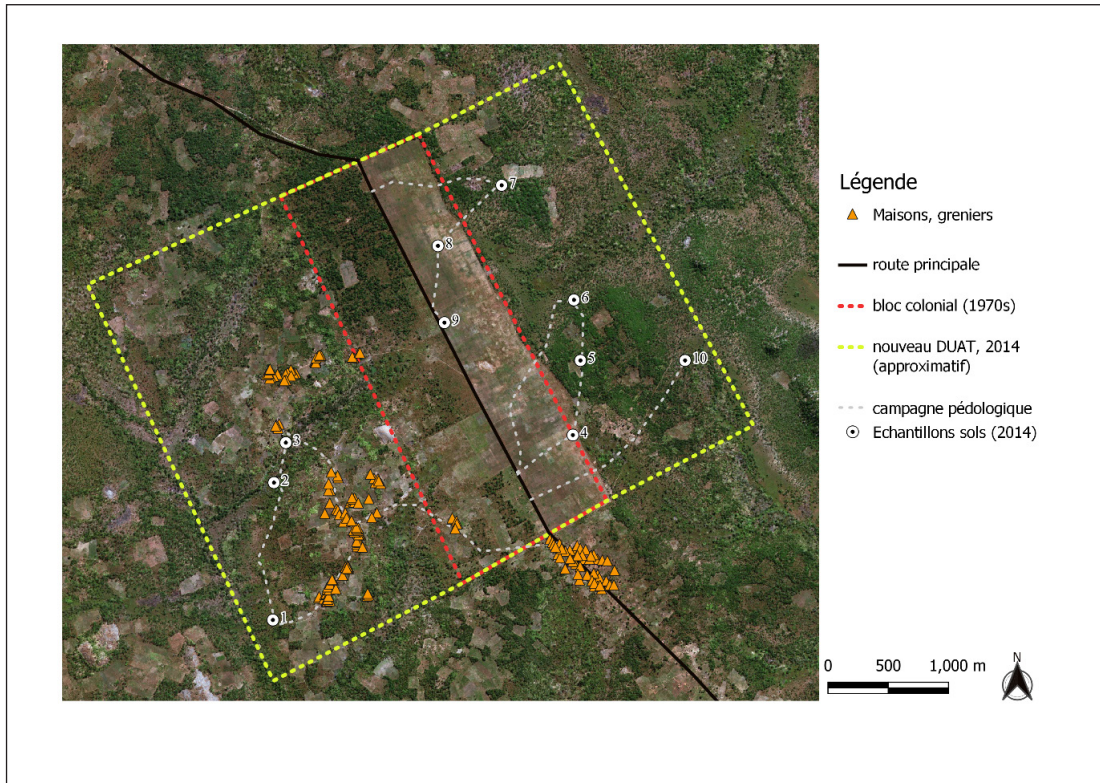 7
8
6
9
5
10
4
3
2
1
Légende
Maisons, greniers
route principale
bloc colonial (1970s)
nouveau DUAT, 2014
(approximatif)
campagne pédologique
Echantillons sols (2014)
0 500 1,000 m
N